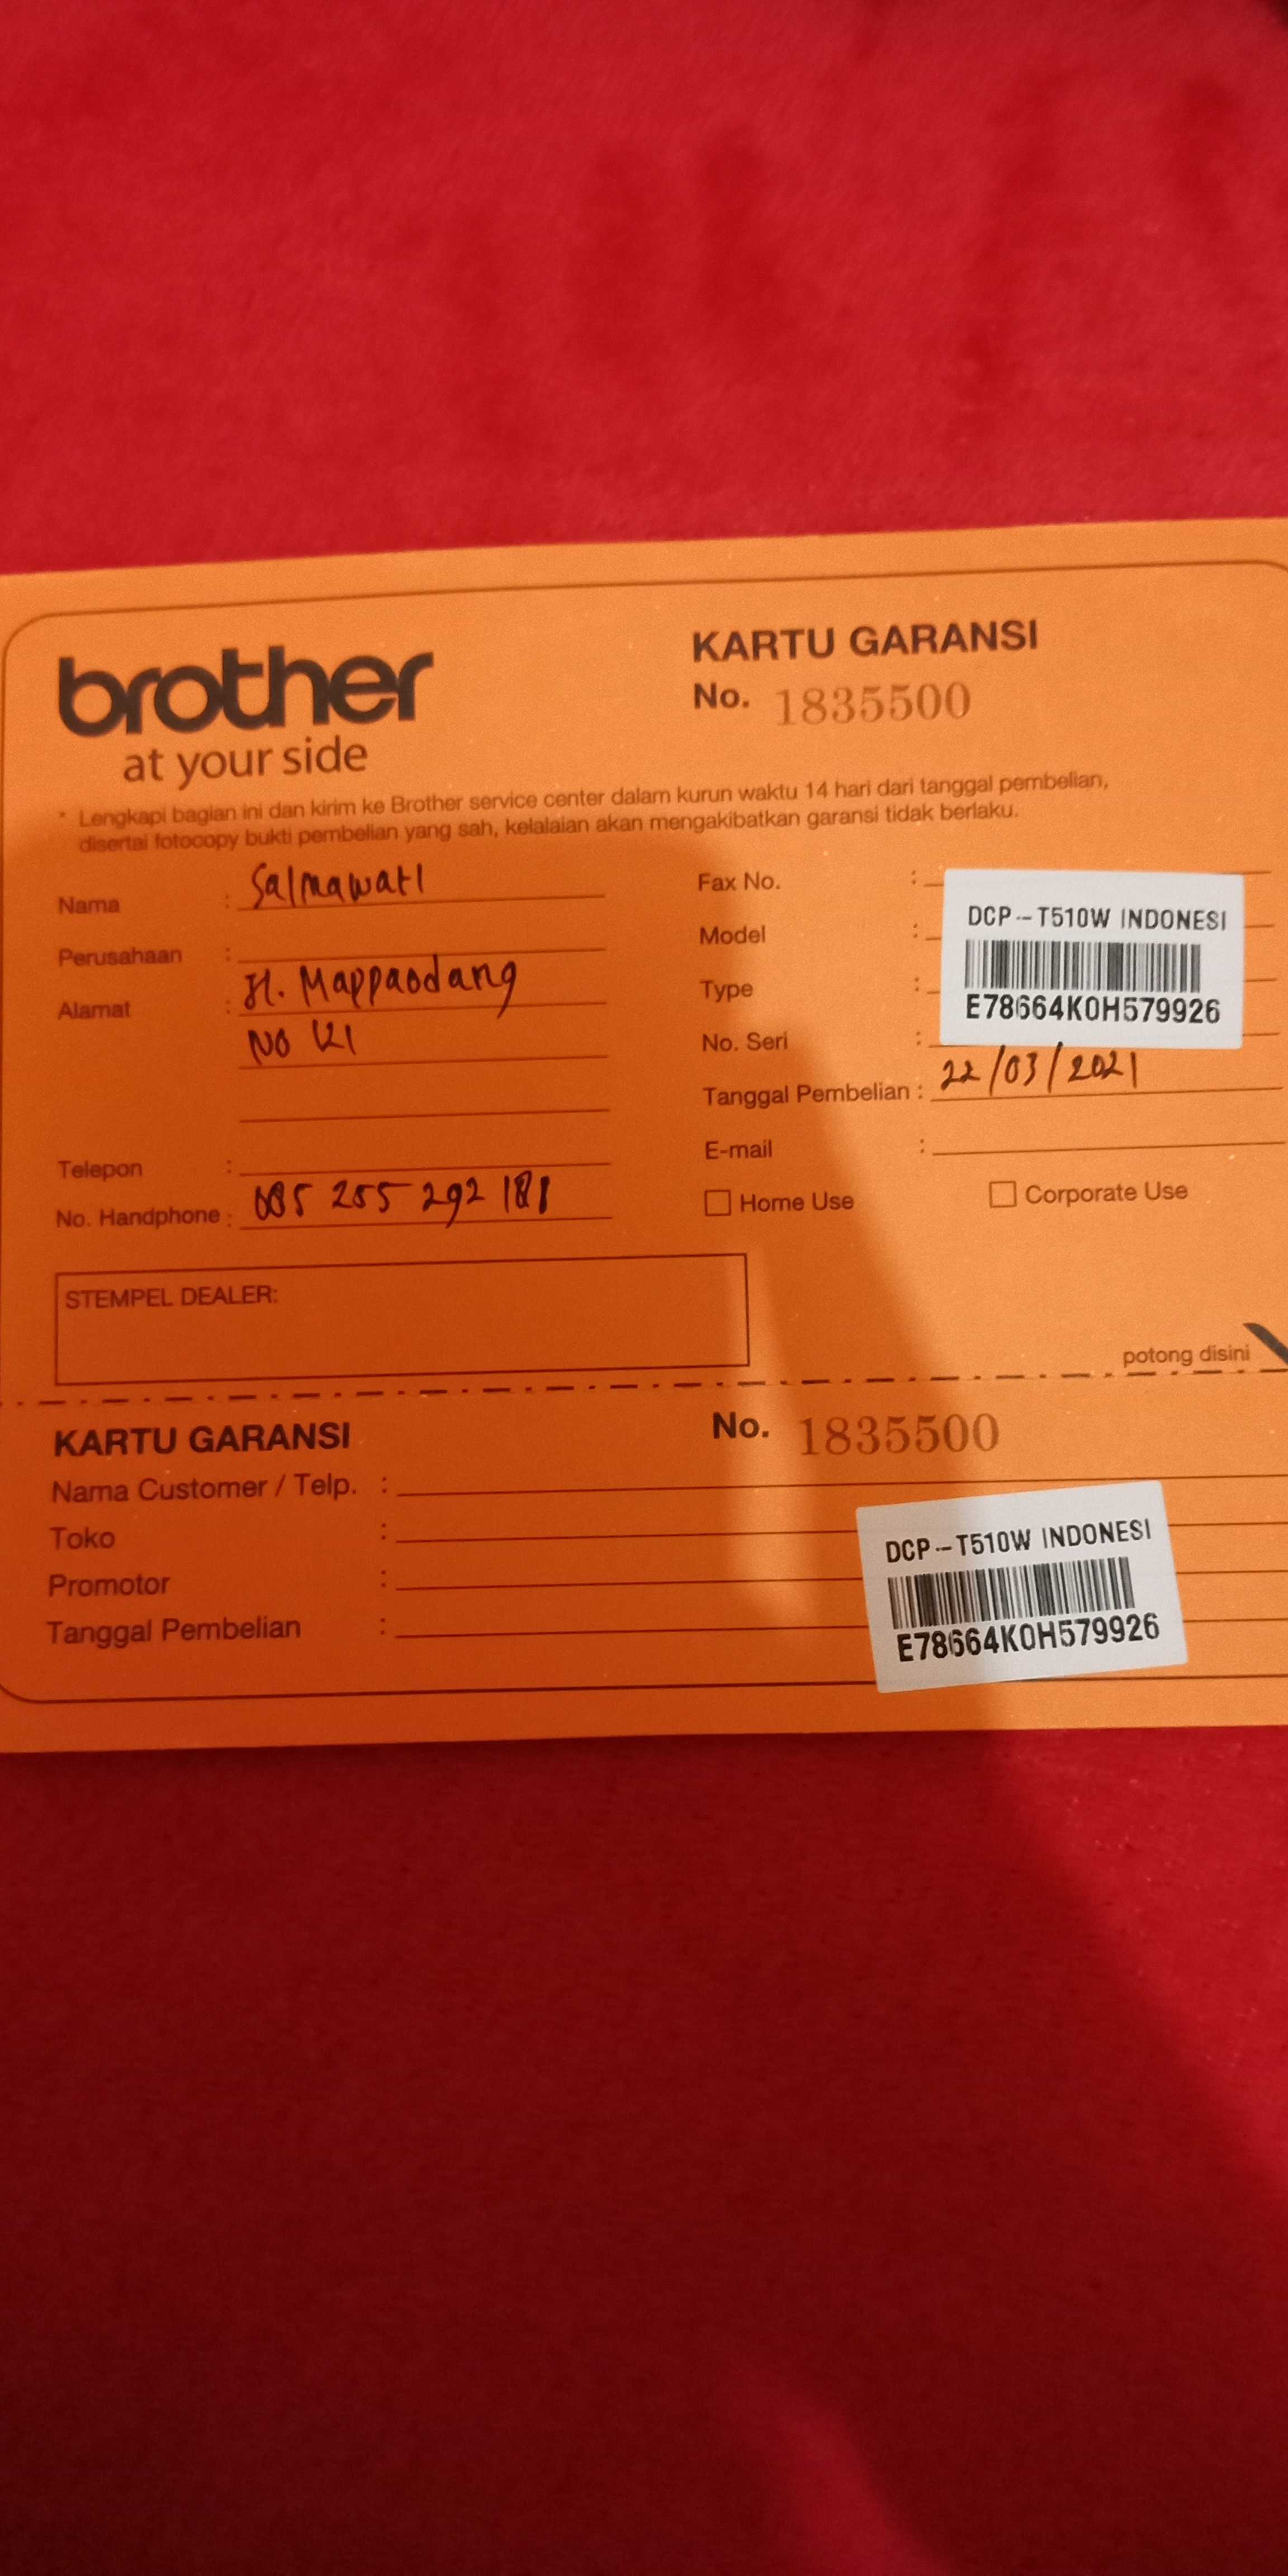 brother
at your side
KARTU GARANSI
No. 1835500
* Lengkapi bagian ini dan kirim ke Brother service center dalam kurun waktu 14 hari dari tanggal pembelian,
disertai fotocopy bukti pembelian yang sah, kelalaian akan mengakibatkan garansi tidak berlaku.
Nama : Salmawati
Perusahaan :
Alamat : Jl. Mappaodang
No
Telepon :
No. Handphone : 085 255 292 181
Fax No. :
Model :
Type :
No. Seri :
DCP-T510W INDONESI
E78664K0H579926
Tanggal Pembelian : 22/03/2021
E-mail :
Home Use
Corporate Use
STEMPEL DEALER:
potong disini
KARTU GARANSI
No. 1835500
Nama Customer / Telp. :
Toko :
Promotor :
Tanggal Pembelian :
DCP-T510W INDONESI
E78664K0H579926